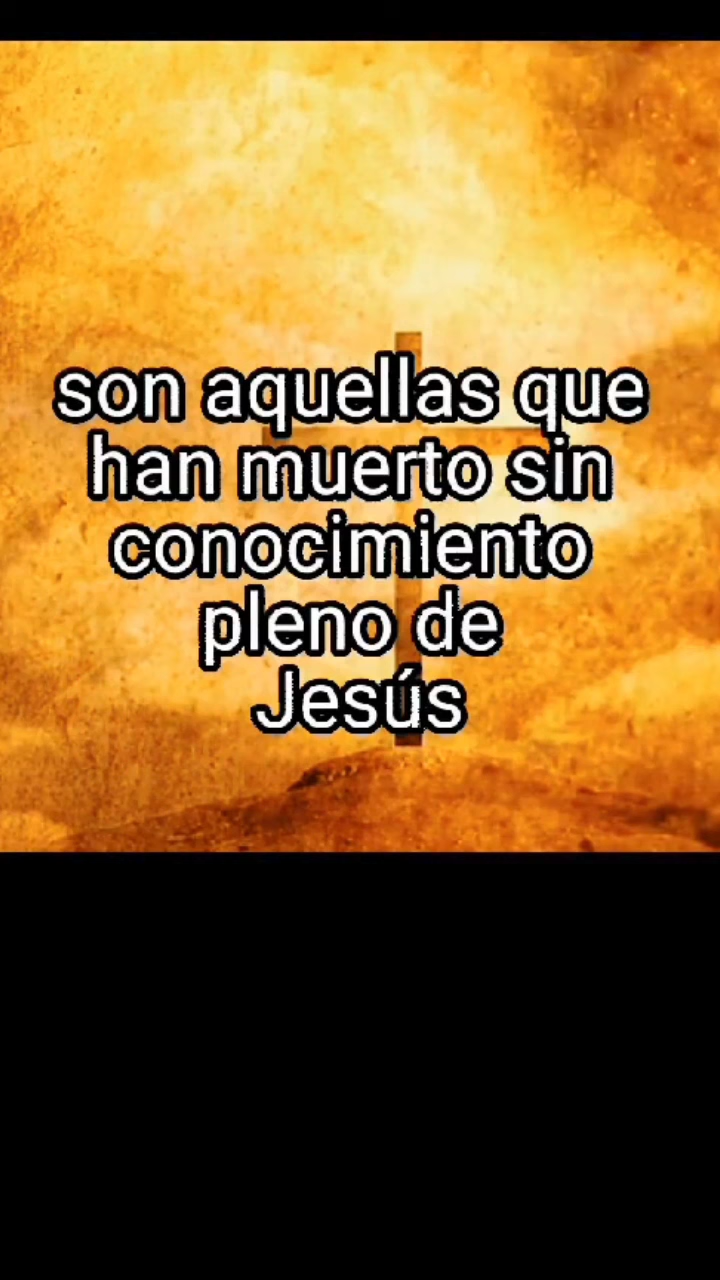 son aquellas que
han muerto sin
conocimiento
pleno de
Jesús